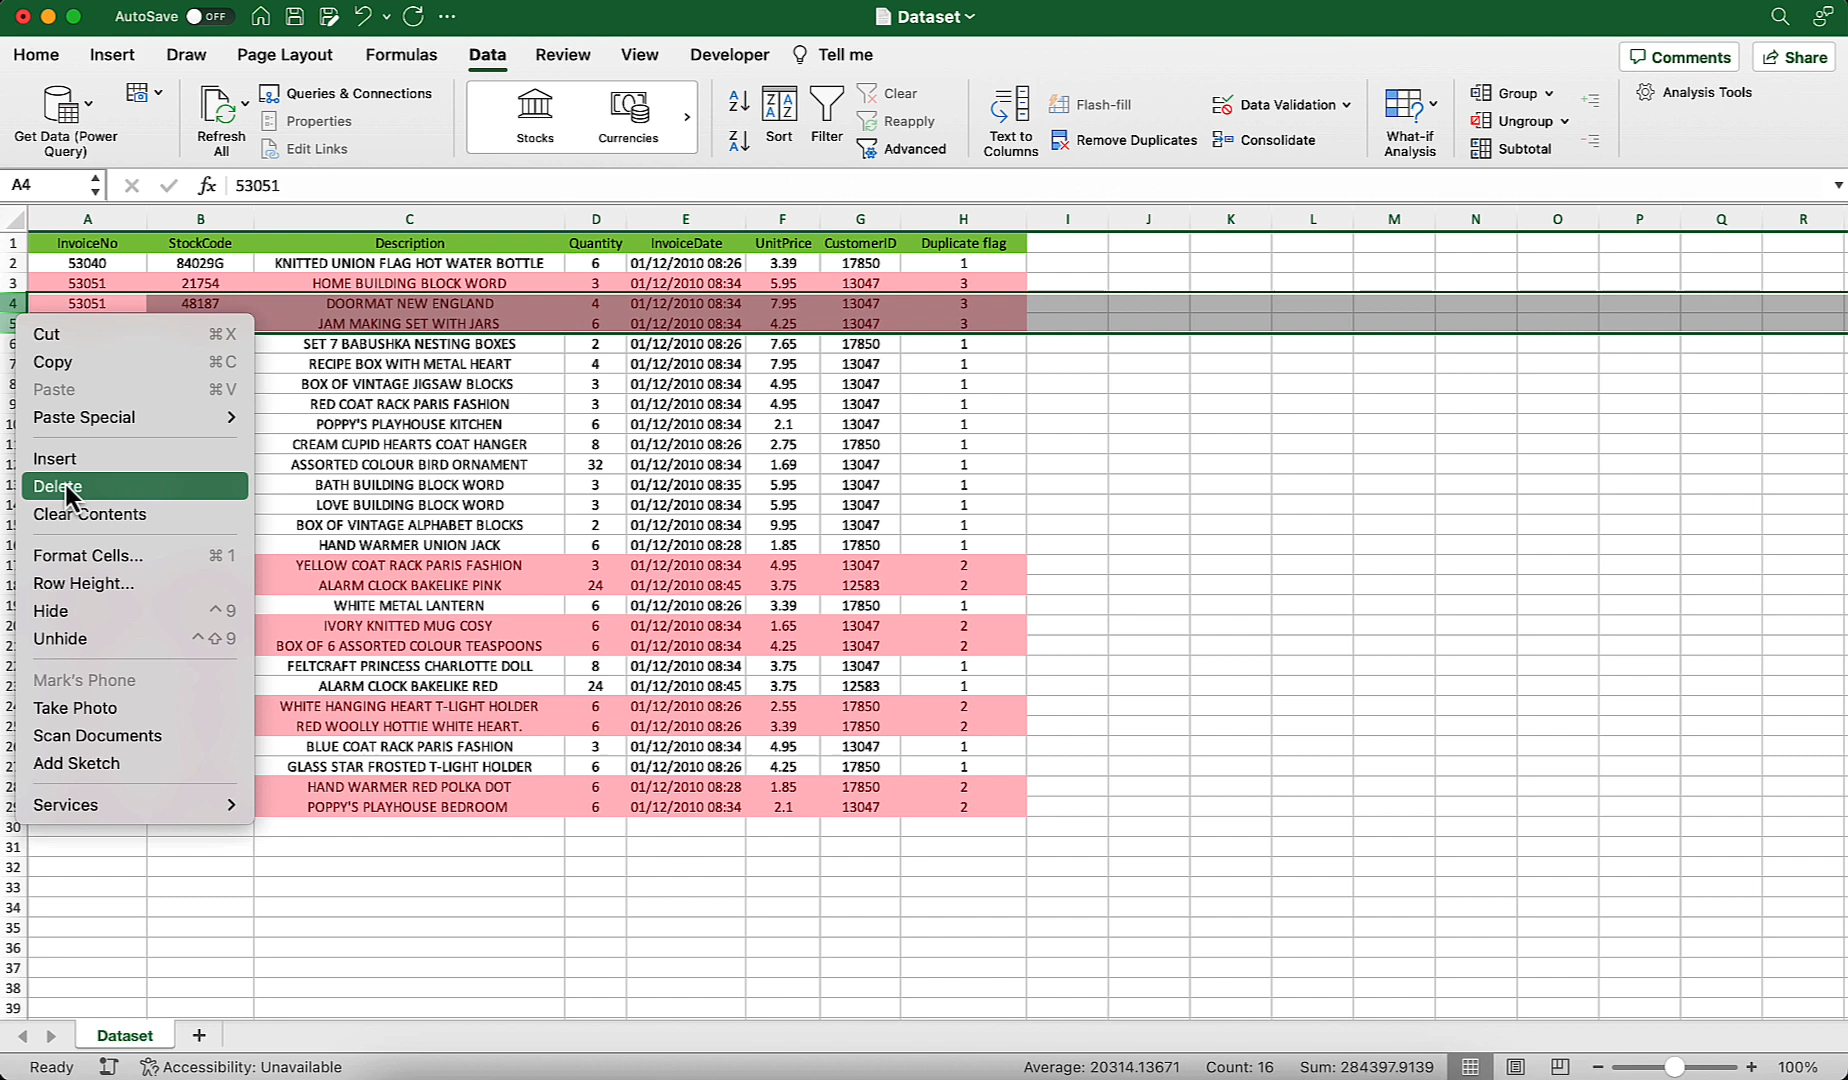 AutoSave OFF Dataset
Home Insert Draw Page Layout Formulas Data Review View Developer Tell me Comments Share
Get Data (Power Query)
Refresh All
Queries & Connections
Properties
Edit Links
Stocks Currencies
Sort Filter
Clear
Reapply
Advanced
Text to Columns
Flash-fill
Remove Duplicates
Data Validation
Consolidate
What-if Analysis
Group
Ungroup
Subtotal
Analysis Tools
A4 fx 53051
A B C D E F G H I J K L M N O P Q R
1 InvoiceNo StockCode Description Quantity InvoiceDate UnitPrice CustomerID Duplicate flag
2 53040 84029G KNITTED UNION FLAG HOT WATER BOTTLE 6 01/12/2010 08:26 3.39 17850 1
3 53051 21754 HOME BUILDING BLOCK WORD 3 01/12/2010 08:34 5.95 13047 3
4 53051 48187 DOORMAT NEW ENGLAND 4 01/12/2010 08:34 7.95 13047 3
JAM MAKING SET WITH JARS 6 01/12/2010 08:34 4.25 13047 3
SET 7 BABUSHKA NESTING BOXES 2 01/12/2010 08:26 7.65 17850 1
RECIPE BOX WITH METAL HEART 4 01/12/2010 08:34 7.95 13047 1
BOX OF VINTAGE JIGSAW BLOCKS 3 01/12/2010 08:34 4.95 13047 1
RED COAT RACK PARIS FASHION 3 01/12/2010 08:34 4.95 13047 1
POPPY'S PLAYHOUSE KITCHEN 6 01/12/2010 08:34 2.1 13047 1
CREAM CUPID HEARTS COAT HANGER 8 01/12/2010 08:26 2.75 17850 1
ASSORTED COLOUR BIRD ORNAMENT 32 01/12/2010 08:34 1.69 13047 1
BATH BUILDING BLOCK WORD 3 01/12/2010 08:35 5.95 13047 1
LOVE BUILDING BLOCK WORD 3 01/12/2010 08:34 5.95 13047 1
BOX OF VINTAGE ALPHABET BLOCKS 2 01/12/2010 08:34 9.95 13047 1
HAND WARMER UNION JACK 6 01/12/2010 08:28 1.85 17850 1
YELLOW COAT RACK PARIS FASHION 3 01/12/2010 08:34 4.95 13047 2
ALARM CLOCK BAKELIKE PINK 24 01/12/2010 08:45 3.75 12583 2
WHITE METAL LANTERN 6 01/12/2010 08:26 3.39 17850 1
IVORY KNITTED MUG COSY 6 01/12/2010 08:34 1.65 13047 2
BOX OF 6 ASSORTED COLOUR TEASPOONS 6 01/12/2010 08:34 4.25 13047 2
FELTCRAFT PRINCESS CHARLOTTE DOLL 8 01/12/2010 08:34 3.75 13047 1
ALARM CLOCK BAKELIKE RED 24 01/12/2010 08:45 3.75 12583 1
WHITE HANGING HEART T-LIGHT HOLDER 6 01/12/2010 08:26 2.55 17850 2
RED WOOLLY HOTTIE WHITE HEART. 6 01/12/2010 08:26 3.39 17850 2
BLUE COAT RACK PARIS FASHION 3 01/12/2010 08:34 4.95 13047 1
GLASS STAR FROSTED T-LIGHT HOLDER 6 01/12/2010 08:26 4.25 17850 1
HAND WARMER RED POLKA DOT 6 01/12/2010 08:28 1.85 17850 2
POPPY'S PLAYHOUSE BEDROOM 6 01/12/2010 08:34 2.1 13047 2
Cut ⌘X
Copy ⌘C
Paste ⌘V
Paste Special
Insert
Delete
Clear Contents
Format Cells... ⌘1
Row Height...
Hide ^9
Unhide ^⇧9
Mark's Phone
Take Photo
Scan Documents
Add Sketch
Services
30
31
32
33
34
35
36
37
38
39
Dataset
Ready Accessibility: Unavailable Average: 20314.13671 Count: 16 Sum: 284397.9139 100%